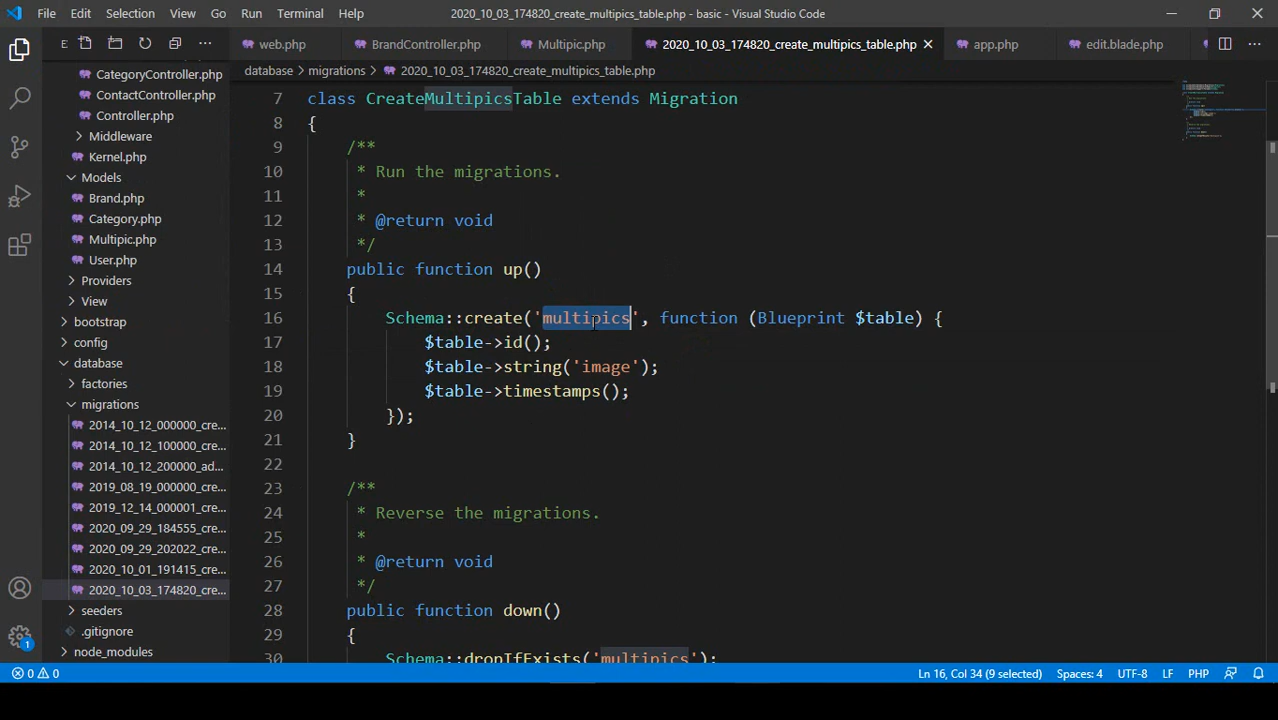 File Edit Selection View Go Run Terminal Help 2020_10_03_174820_create_multipics_table.php - basic - Visual Studio Code
E
web.php BrandController.php Multipic.php 2020_10_03_174820_create_multipics_table.php app.php edit.blade.php
database > migrations > 2020_10_03_174820_create_multipics_table.php
CategoryController.php
ContactController.php
Controller.php
Middleware
Kernel.php
Models
Brand.php
Category.php
Multipic.php
User.php
Providers
View
bootstrap
config
database
factories
migrations
2014_10_12_000000_cre...
2014_10_12_100000_cre...
2014_10_12_200000_ad...
2019_08_19_000000_cre...
2019_12_14_000001_cre...
2020_09_29_184555_cre...
2020_09_29_202022_cre...
2020_10_01_191415_cre...
2020_10_03_174820_cre...
seeders
.gitignore
node_modules
7 class CreateMultipicsTable extends Migration
8 {
9 /**
10 * Run the migrations.
11 *
12 * @return void
13 */
14 public function up()
15 {
16 Schema::create('multipics', function (Blueprint $table) {
17 $table->id();
18 $table->string('image');
19 $table->timestamps();
20 });
21 }
22
23 /**
24 * Reverse the migrations.
25 *
26 * @return void
27 */
28 public function down()
29 {
30 Schema::dropIfExists('multipics');
1
0 0 Ln 16, Col 34 (9 selected) Spaces: 4 UTF-8 LF PHP